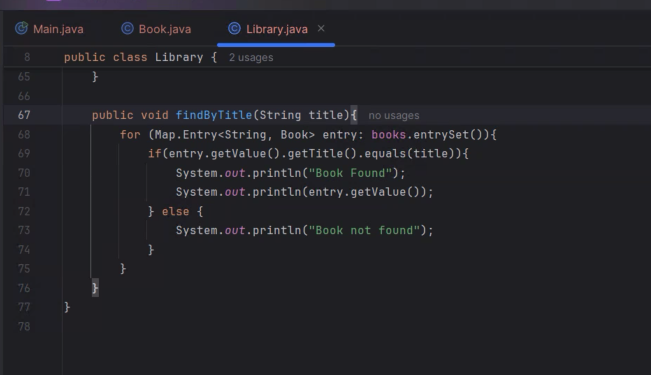 Main.java Book.java Library.java ×
8 public class Library { 2 usages
65 }
66
67 public void findByTitle(String title){ no usages
68 for (Map.Entry<String, Book> entry: books.entrySet()){
69 if(entry.getValue().getTitle().equals(title)){
70 System.out.println("Book Found");
71 System.out.println(entry.getValue());
72 } else {
73 System.out.println("Book not found");
74 }
75 }
76 }
77 }
78